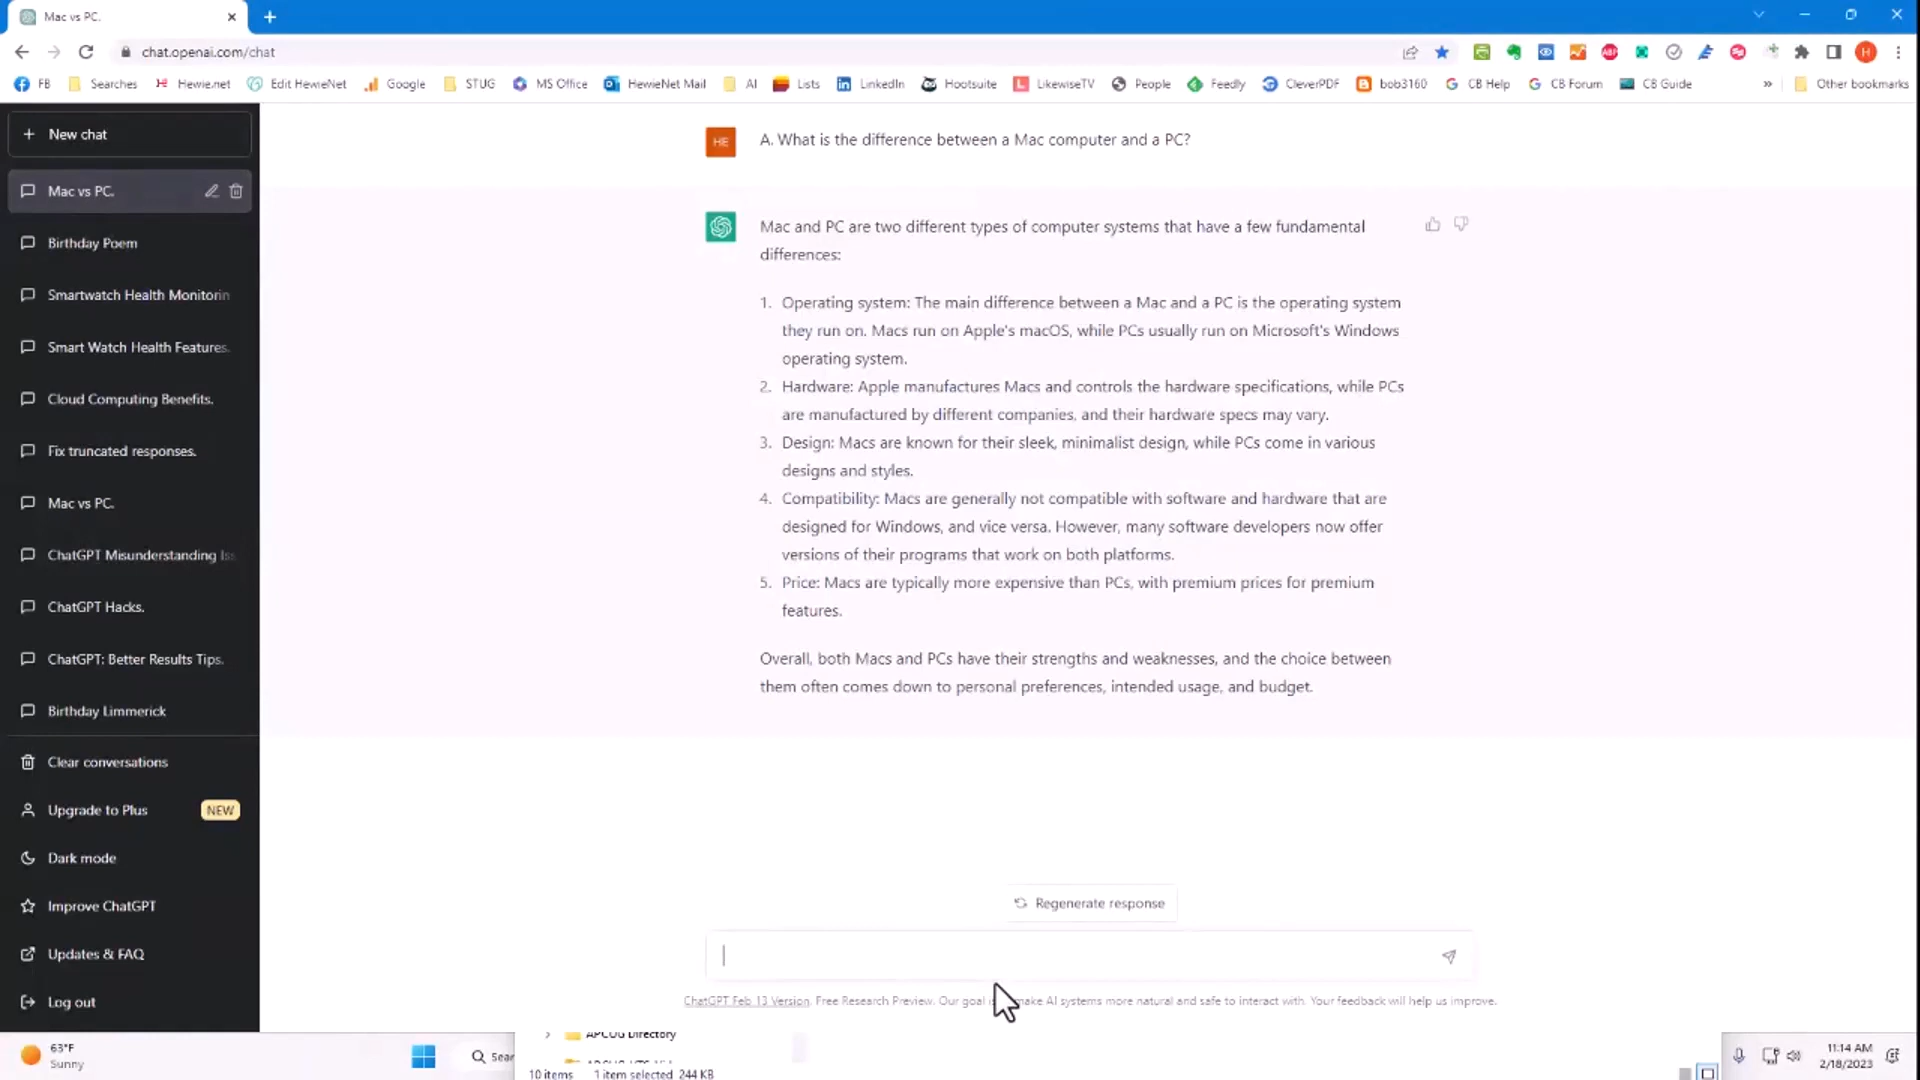 Mac vs PC.
chat.openai.com/chat
H
FB
Searches
Hewie.net
Edit HewieNet
Google
STUG
MS Office
HewieNet Mail
AI
Lists
LinkedIn
Hootsuite
LikewiseTV
People
Feedly
CleverPDF
bob3160
CB Help
CB Forum
CB Guide
»
Other bookmarks
+ New chat
Mac vs PC.
Birthday Poem
Smartwatch Health Monitorin
Smart Watch Health Features.
Cloud Computing Benefits.
Fix truncated responses.
Mac vs PC.
ChatGPT Misunderstanding Is
ChatGPT Hacks.
ChatGPT: Better Results Tips.
Birthday Limmerick
Clear conversations
Upgrade to Plus NEW
Dark mode
Improve ChatGPT
Updates & FAQ
Log out
HE
A. What is the difference between a Mac computer and a PC?
Mac and PC are two different types of computer systems that have a few fundamental
differences:
1. Operating system: The main difference between a Mac and a PC is the operating system
they run on. Macs run on Apple's macOS, while PCs usually run on Microsoft's Windows
operating system.
2. Hardware: Apple manufactures Macs and controls the hardware specifications, while PCs
are manufactured by different companies, and their hardware specs may vary.
3. Design: Macs are known for their sleek, minimalist design, while PCs come in various
designs and styles.
4. Compatibility: Macs are generally not compatible with software and hardware that are
designed for Windows, and vice versa. However, many software developers now offer
versions of their programs that work on both platforms.
5. Price: Macs are typically more expensive than PCs, with premium prices for premium
features.
Overall, both Macs and PCs have their strengths and weaknesses, and the choice between
them often comes down to personal preferences, intended usage, and budget.
Regenerate response
ChatGPT Feb 13 Version. Free Research Preview. Our goal is make AI systems more natural and safe to interact with. Your feedback will help us improve.
63°F
Sunny
Sear
APCUG Directory
10 items 1 item selected 244 KB
11:14 AM
2/18/2023